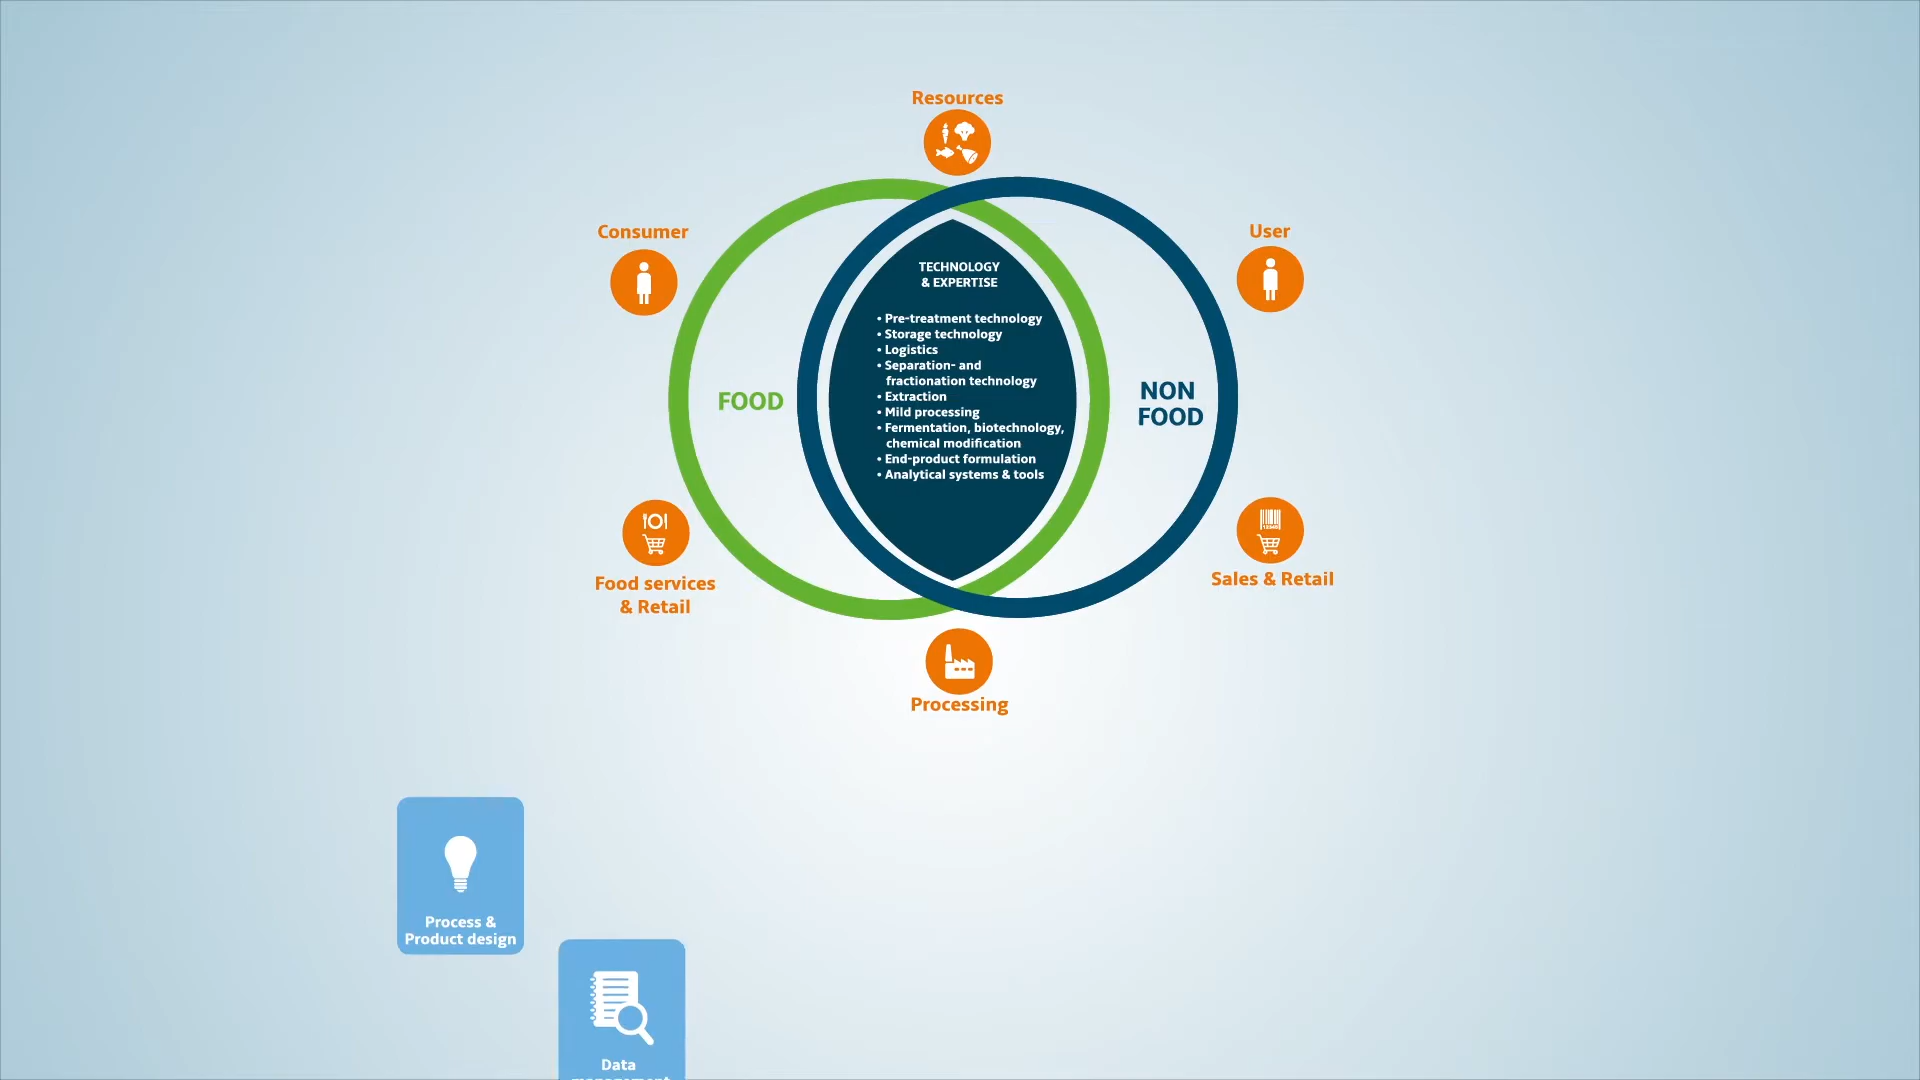 Resources
Consumer
User
TECHNOLOGY
& EXPERTISE
• Pre-treatment technology
• Storage technology
• Logistics
• Separation- and
fractionation technology
• Extraction
• Mild processing
• Fermentation, biotechnology,
chemical modification
• End-product formulation
• Analytical systems & tools
FOOD
NON
FOOD
Food services
& Retail
Sales & Retail
Processing
Process &
Product design
Data